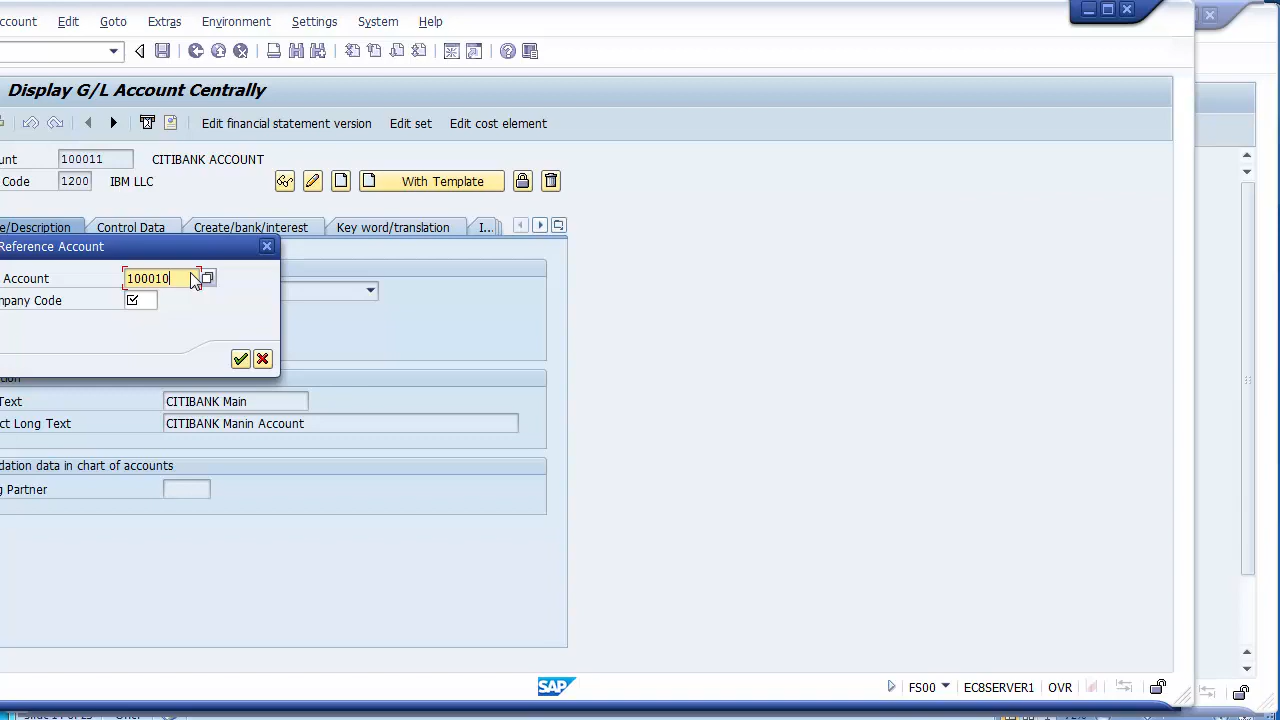 ccount Edit Goto Extras Environment Settings System Help
Display G/L Account Centrally
Edit financial statement version Edit set Edit cost element
unt 100011 CITIBANK ACCOUNT
Code 1200 IBM LLC With Template
e/Description Control Data Create/bank/interest Key word/translation I...
Reference Account
Account 100010
mpany Code
Text CITIBANK Main
ct Long Text CITIBANK Manin Account
dation data in chart of accounts
g Partner
SAP FS00 EC8SERVER1 OVR